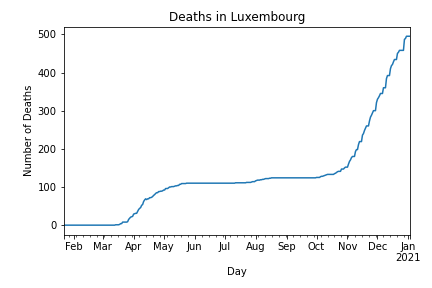 Deaths in Luxembourg
Number of Deaths
500
400
300
200
100
0
Feb Mar Apr May Jun Jul Aug Sep Oct Nov Dec Jan
2021
Day